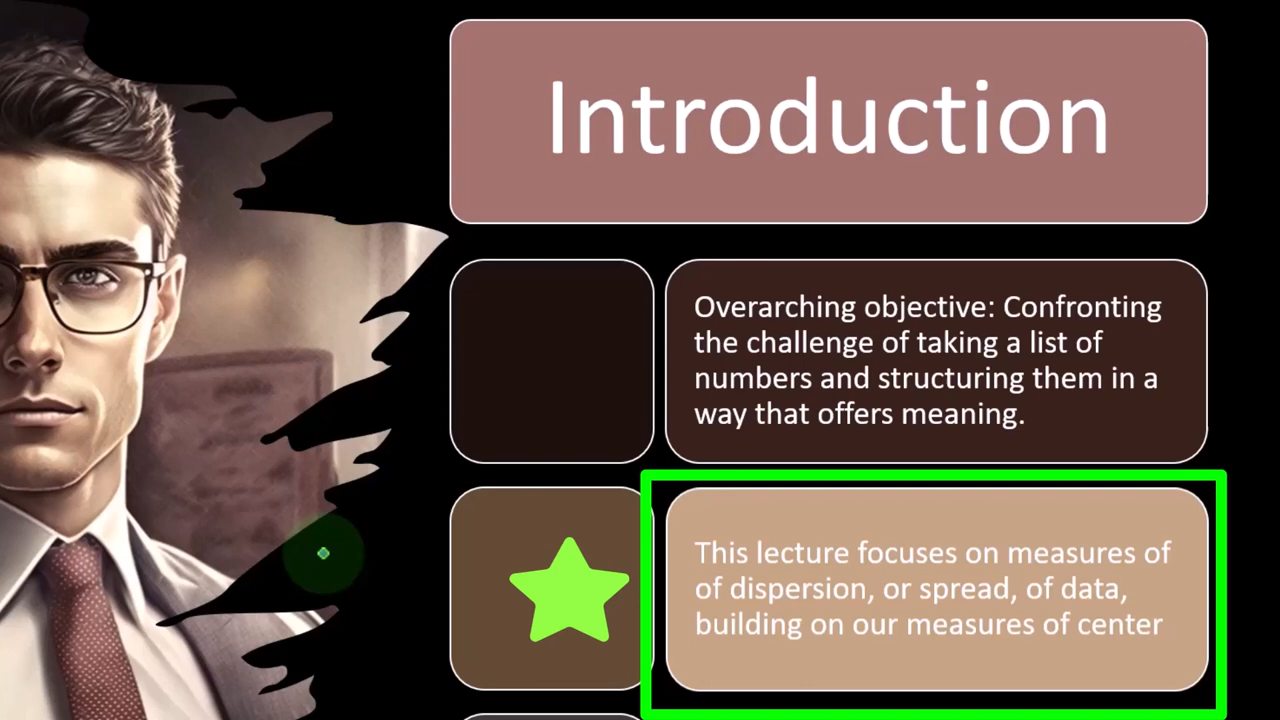 Introduction
Overarching objective: Confronting
the challenge of taking a list of
numbers and structuring them in a
way that offers meaning.
This lecture focuses on measures of
of dispersion, or spread, of data,
building on our measures of center